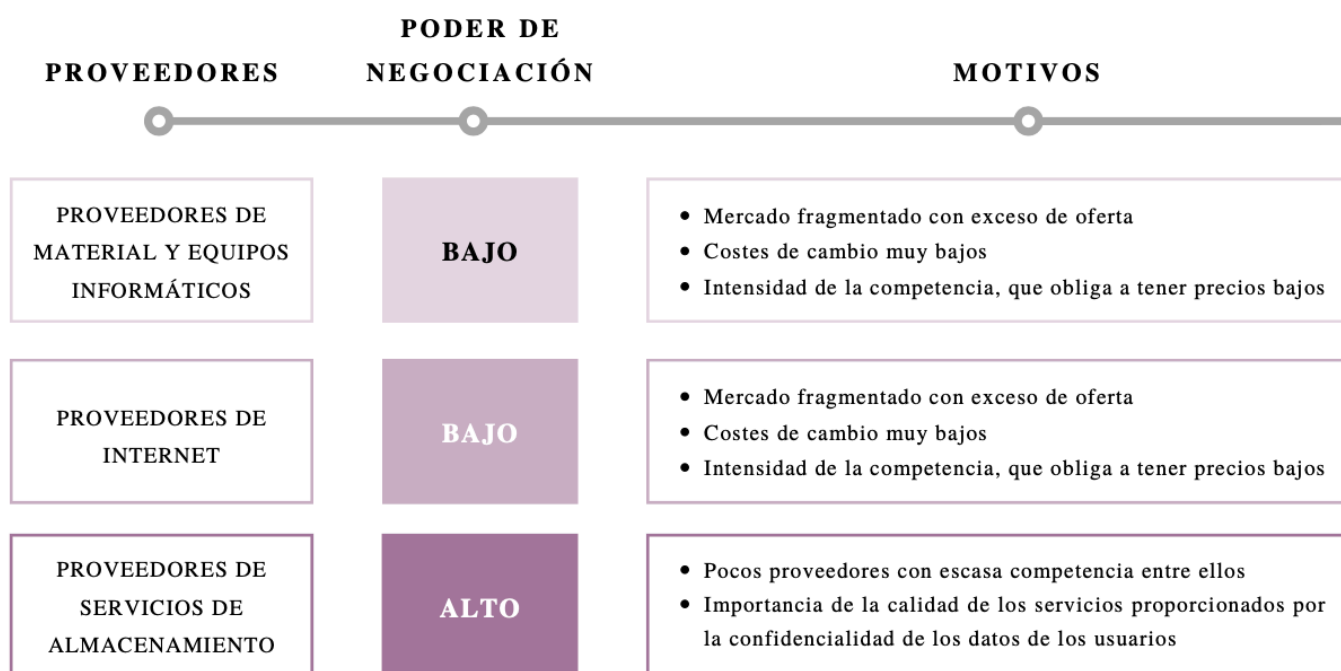 PROVEEDORES
PODER DE
NEGOCIACIÓN
MOTIVOS
PROVEEDORES DE
MATERIAL Y EQUIPOS
INFORMÁTICOS
BAJO
• Mercado fragmentado con exceso de oferta
• Costes de cambio muy bajos
• Intensidad de la competencia, que obliga a tener precios bajos
PROVEEDORES DE
INTERNET
BAJO
• Mercado fragmentado con exceso de oferta
• Costes de cambio muy bajos
• Intensidad de la competencia, que obliga a tener precios bajos
PROVEEDORES DE
SERVICIOS DE
ALMACENAMIENTO
ALTO
• Pocos proveedores con escasa competencia entre ellos
• Importancia de la calidad de los servicios proporcionados por
la confidencialidad de los datos de los usuarios